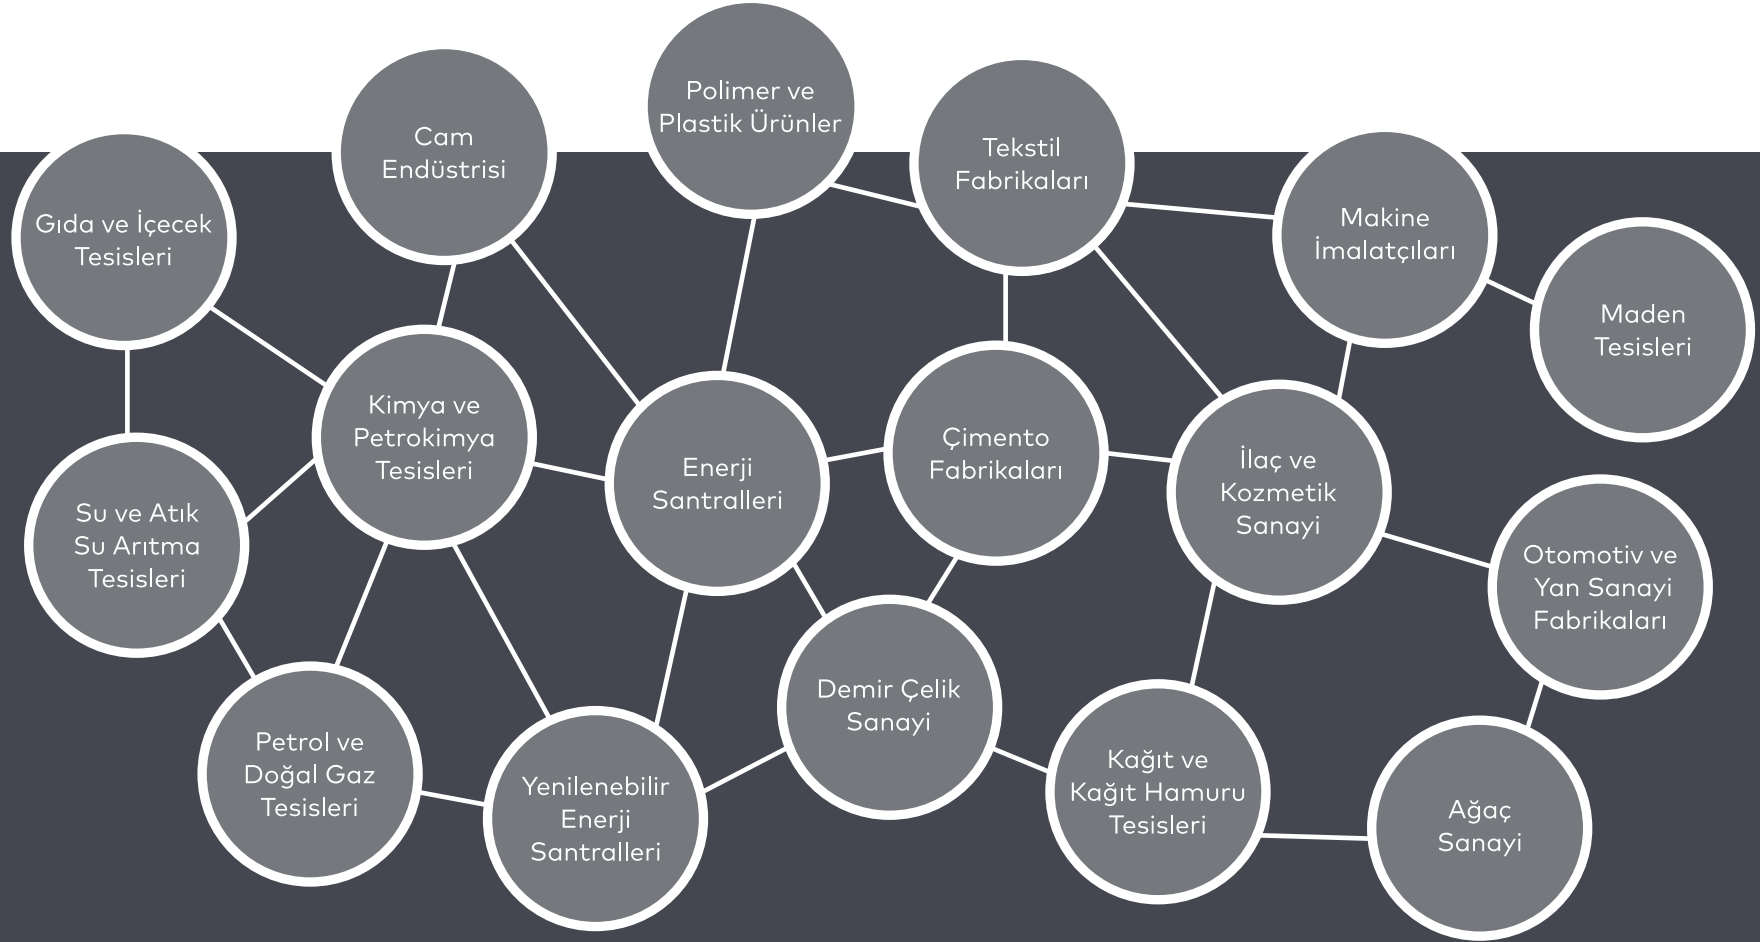 Polimer ve
Plastik Ürünler
Cam
Endüstrisi
Tekstil
Fabrikaları
Gıda ve İçecek
Tesisleri
Makine
İmalatçıları
Maden
Tesisleri
Kimya ve
Petrokimya
Tesisleri
Enerji
Santralleri
Çimento
Fabrikaları
İlaç ve
Kozmetik
Sanayi
Su ve Atık
Su Arıtma
Tesisleri
Otomotiv ve
Yan Sanayi
Fabrikaları
Demir Çelik
Sanayi
Petrol ve
Doğal Gaz
Tesisleri
Yenilenebilir
Enerji
Santralleri
Kağıt ve
Kağıt Hamuru
Tesisleri
Ağaç
Sanayi